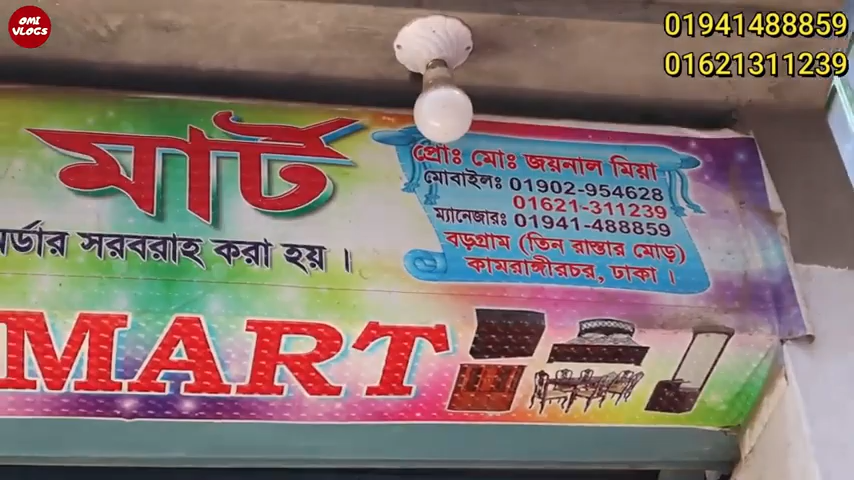 OMI
VLOGS
01941488859
01621311239
মার্ট
প্রোঃ মোঃ জয়নাল মিয়া
মোবাইলঃ 01902-954628
01621-311239
ম্যানেজারঃ 01941-488859
বড়গ্রাম (তিন রাস্তার মোড়)
কামরাঙ্গীরচর, ঢাকা।
সরবরাহ করা হয়।
MART